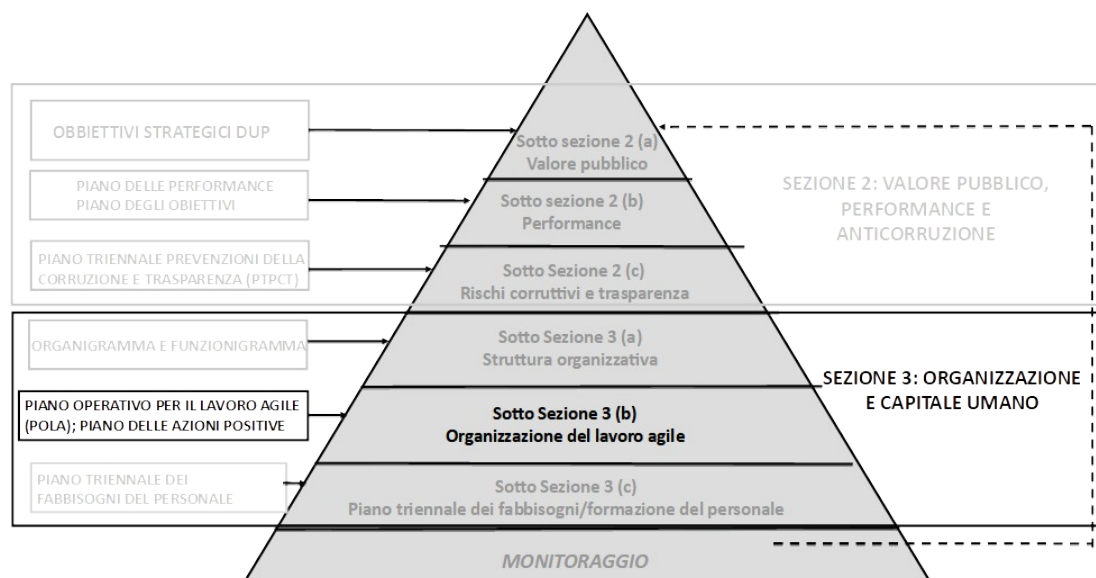 OBBIETTIVI STRATEGICI DUP
Sotto sezione 2 (a)
Valore pubblico
PIANO DELLE PERFORMANCE
PIANO DEGLI OBIETTIVI
Sotto sezione 2 (b)
Performance
SEZIONE 2: VALORE PUBBLICO,
PERFORMANCE E
ANTICORRUZIONE
PIANO TRIENNALE PREVENZIONI DELLA
CORRUZIONE E TRASPARENZA (PTPCT)
Sotto Sezione 2 (c)
Rischi corruttivi e trasparenza
ORGANIGRAMMA E FUNZIONIGRAMMA
Sotto Sezione 3 (a)
Struttura organizzativa
SEZIONE 3: ORGANIZZAZIONE
E CAPITALE UMANO
PIANO OPERATIVO PER IL LAVORO AGILE
(POLA); PIANO DELLE AZIONI POSITIVE
Sotto Sezione 3 (b)
Organizzazione del lavoro agile
PIANO TRIENNALE DEI
FABBISOGNI DEL PERSONALE
Sotto Sezione 3 (c)
Piano triennale dei fabbisogni/formazione del personale
MONITORAGGIO